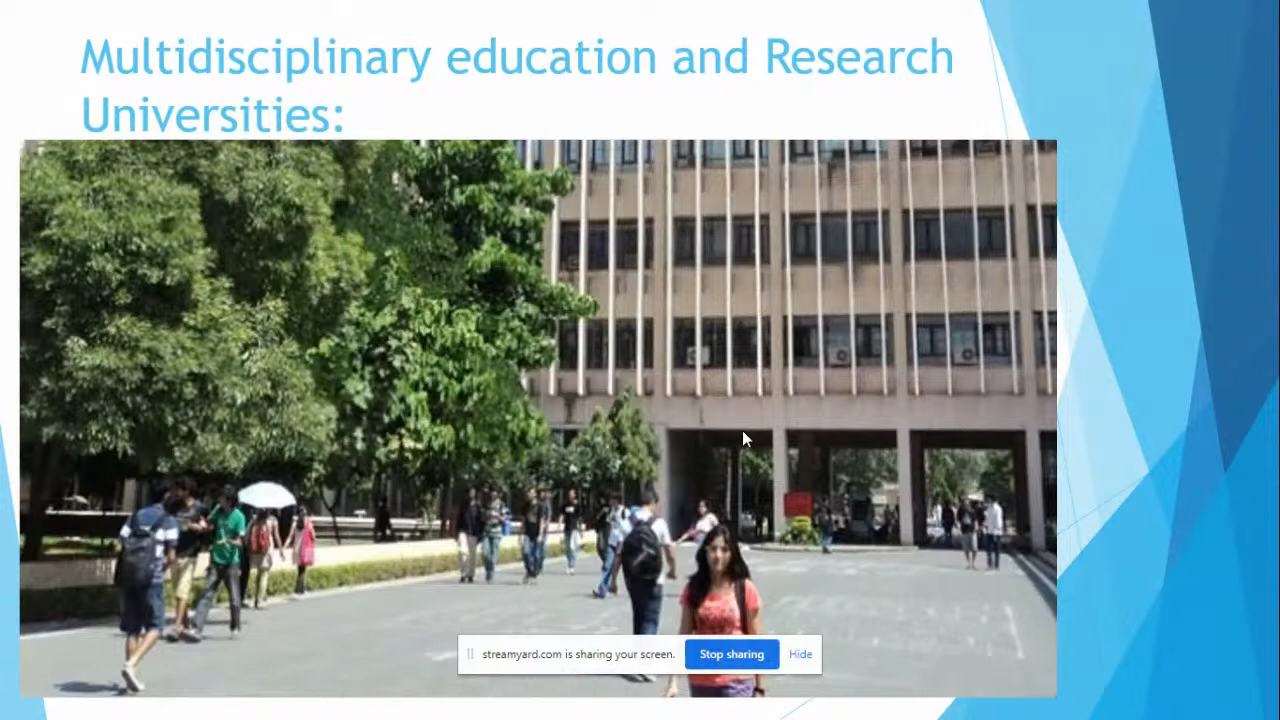 Multidisciplinary education and Research
Universities:
streamyard.com is sharing your screen. Stop sharing Hide